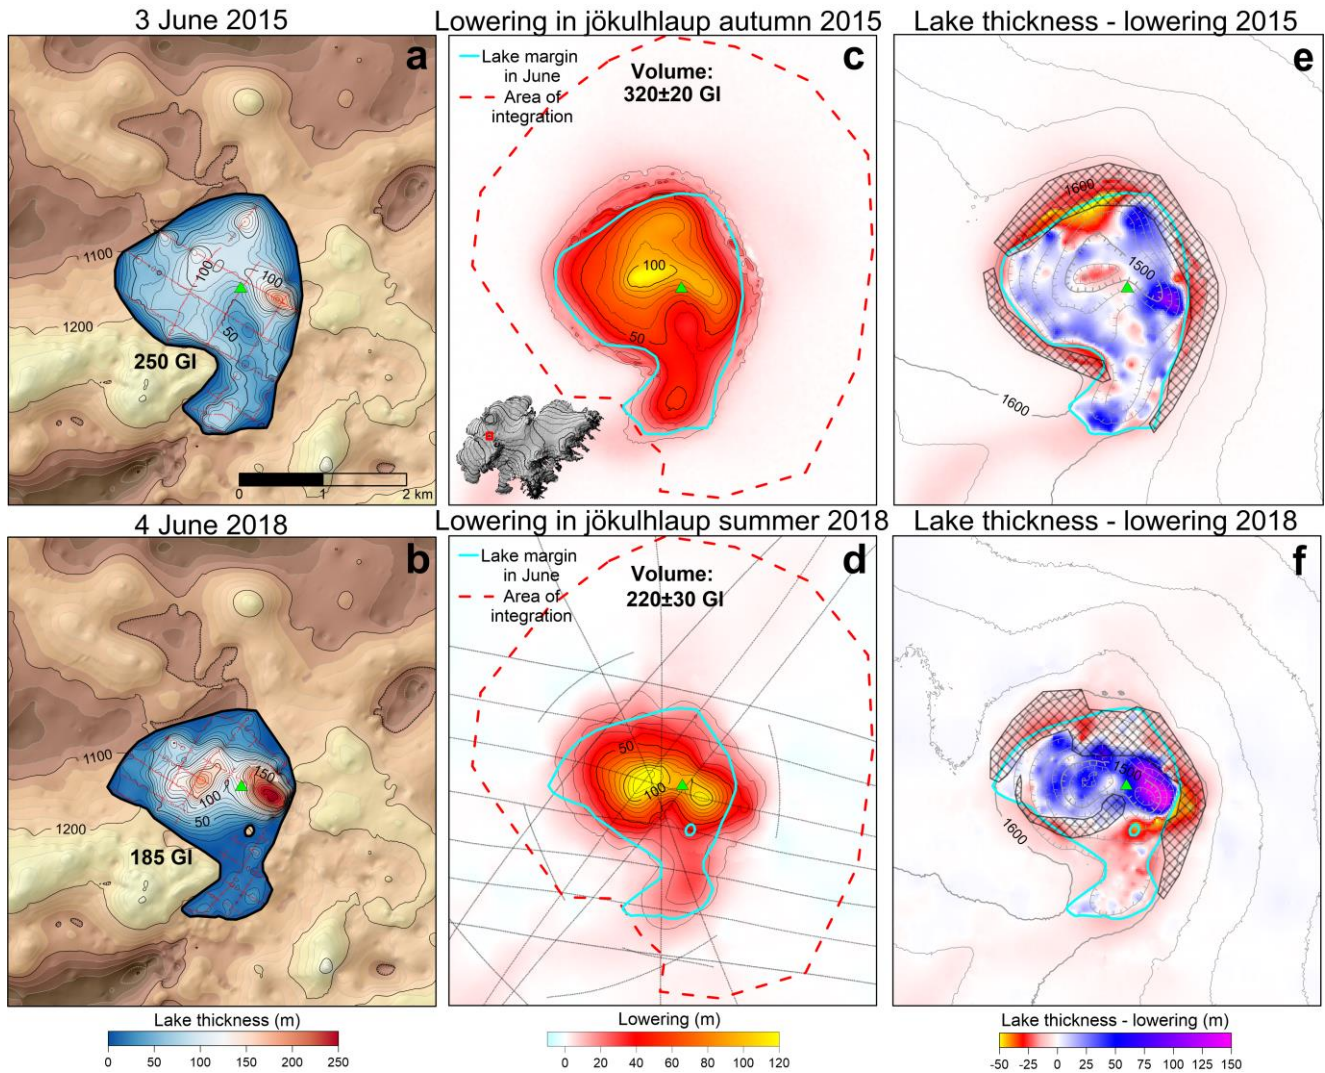 3 June 2015
a
1100
100
100
1200
50
250 Gl
0
1
2 km
Lowering in jökulhlaup autumn 2015
c
Lake margin
in June
Area of
integration
Volume:
320±20 Gl
100
50
Lake thickness - lowering 2015
e
1600
1500
1600
4 June 2018
b
1100
150
100
50
1200
185 Gl
Lowering in jökulhlaup summer 2018
d
Lake margin
in June
Area of
integration
Volume:
220±30 Gl
50
100
Lake thickness - lowering 2018
f
1500
1600
Lake thickness (m)
0 50 100 150 200 250
Lowering (m)
0 20 40 60 80 100 120
Lake thickness - lowering (m)
-50 -25 0 25 50 75 100 150